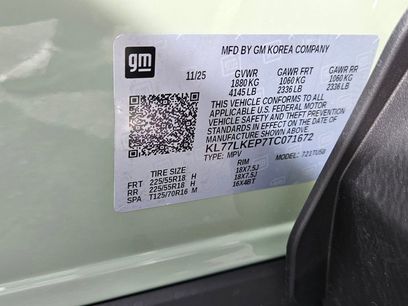 gm
MFD BY GM KOREA COMPANY
11/25 GVWR GAWR FRT GAWR RR
1880 KG 1060 KG 1060 KG
4145 LB 2336 LB 2336 LB
THIS VEHICLE CONFORMS TO ALL
APPLICABLE U.S. FEDERAL MOTOR
VEHICLE SAFETY AND THEFT PREVENTION
STANDARDS IN EFFECT ON THE DATE OF
MANUFACTURE SHOWN ABOVE.
KL77LKEP7TC071672
TYPE: MPV MODEL: 721TU58
TIRE SIZE RIM
FRT 225/55R18 H 18X7.5J
RR 225/55R18 H 18X7.5J
SPA T125/70R16 M 16X4BT